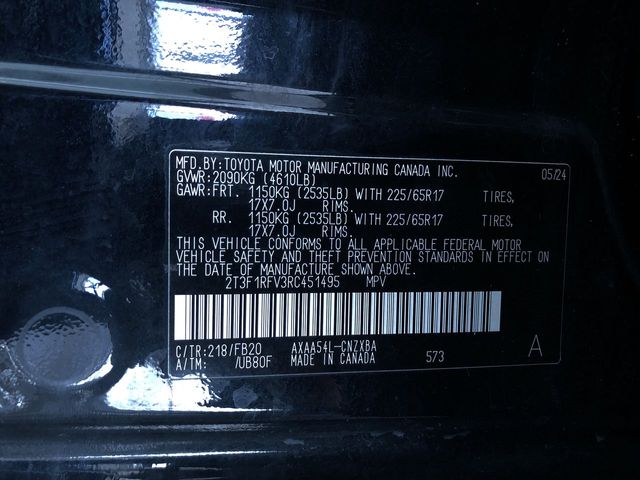 MFD.BY:TOYOTA MOTOR MANUFACTURING CANADA INC. 05/24
GVWR:2090KG (4610LB)
GAWR:FRT. 1150KG (2535LB) WITH 225/65R17 TIRES,
17X7.0J RIMS.
RR. 1150KG (2535LB) WITH 225/65R17 TIRES,
17X7.0J RIMS.
THIS VEHICLE CONFORMS TO ALL APPLICABLE FEDERAL MOTOR
VEHICLE SAFETY AND THEFT PREVENTION STANDARDS IN EFFECT ON
THE DATE OF MANUFACTURE SHOWN ABOVE.
2T3F1RFV3RC451495 MPV
C/TR:218/FB20 AXAA54L-CNZXBA
A/TM: /UB80F MADE IN CANADA 573 A